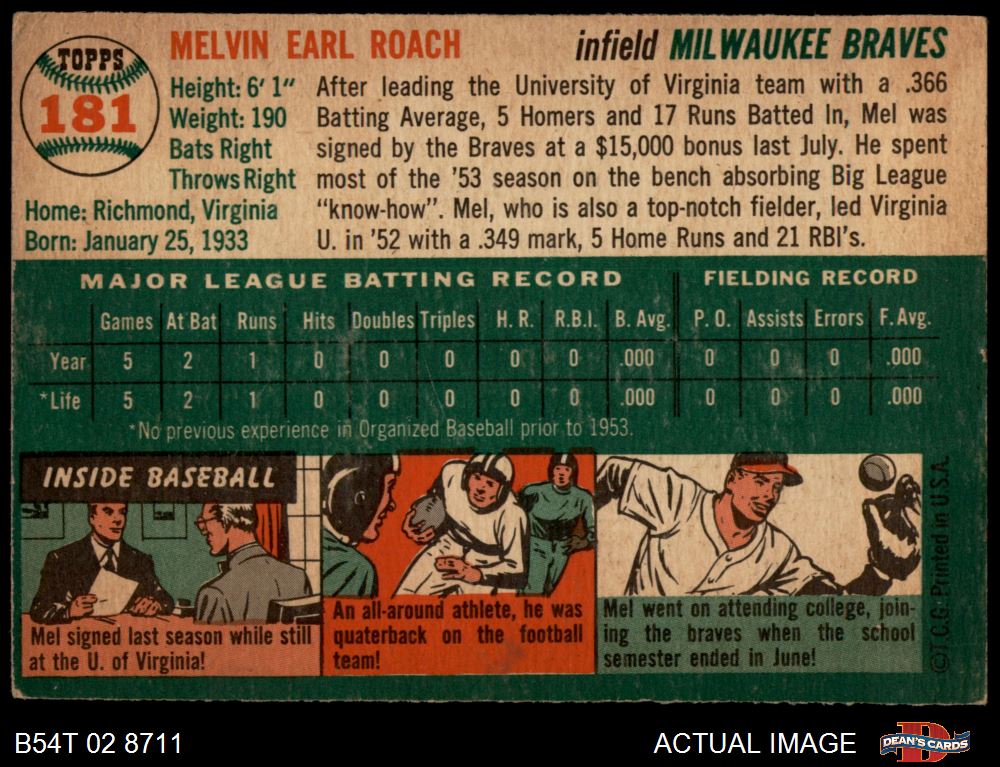 TOPPS
181
MELVIN EARL ROACH
infield MILWAUKEE BRAVES
Height: 6' 1"
Weight: 190
Bats Right
Throws Right
Home: Richmond, Virginia
Born: January 25, 1933
After leading the University of Virginia team with a .366
Batting Average, 5 Homers and 17 Runs Batted In, Mel was
signed by the Braves at a $15,000 bonus last July. He spent
most of the '53 season on the bench absorbing Big League
"know-how". Mel, who is also a top-notch fielder, led Virginia
U. in '52 with a .349 mark, 5 Home Runs and 21 RBI's.
MAJOR LEAGUE BATTING RECORD FIELDING RECORD
Games At Bat Runs Hits Doubles Triples H. R. R.B.I. B. Avg. P. O. Assists Errors F. Avg.
Year 5 2 1 0 0 0 0 0 .000 0 0 0 .000
*Life 5 2 1 0 0 0 0 0 .000 0 0 0 .000
*No previous experience in Organized Baseball prior to 1953.
INSIDE BASEBALL
Mel signed last season while still
at the U. of Virginia!
An all-around athlete, he was
quaterback on the football
team!
Mel went on attending college, join-
ing the braves when the school
semester ended in June!
©T.C.G. Printed in U.S.A.
B54T 02 8711
ACTUAL IMAGE
D
DEAN'S CARDS